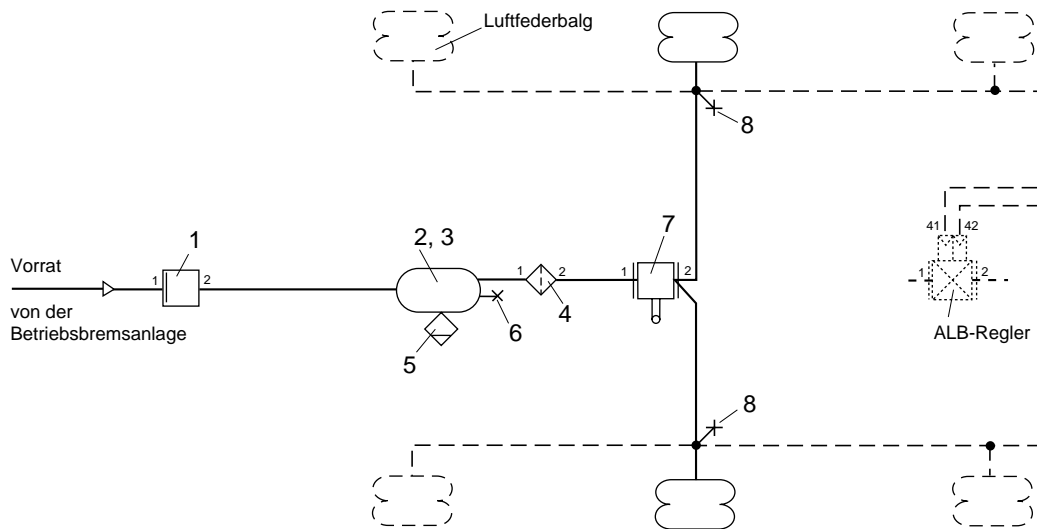 Luftfederbalg
8
7
41 42
1
2, 3
Vorrat
1 2
1 2
1 2
1 2
von der
Betriebsbremsanlage
4
6
5
ALB-Regler
8